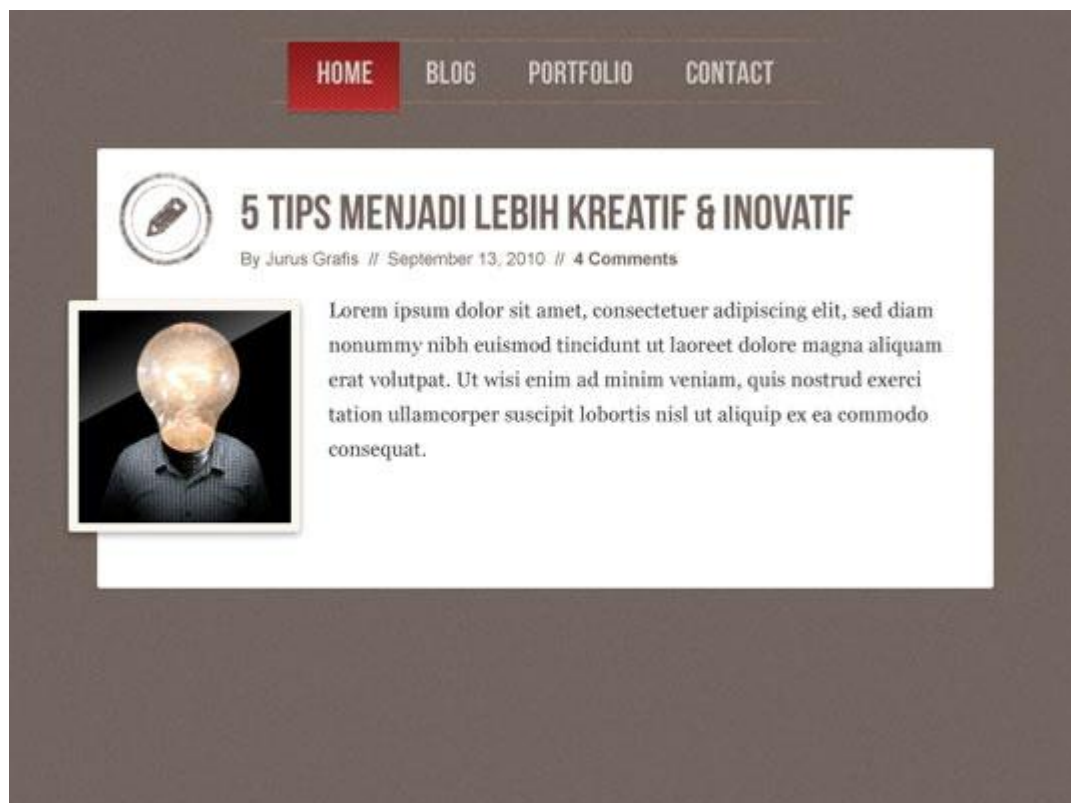 HOME BLOG PORTFOLIO CONTACT
5 TIPS MENJADI LEBIH KREATIF & INOVATIF
By Jurus Grafis // September 13, 2010 // 4 Comments
Lorem ipsum dolor sit amet, consectetuer adipiscing elit, sed diam
nonummy nibh euismod tincidunt ut laoreet dolore magna aliquam
erat volutpat. Ut wisi enim ad minim veniam, quis nostrud exerci
tation ullamcorper suscipit lobortis nisl ut aliquip ex ea commodo
consequat.